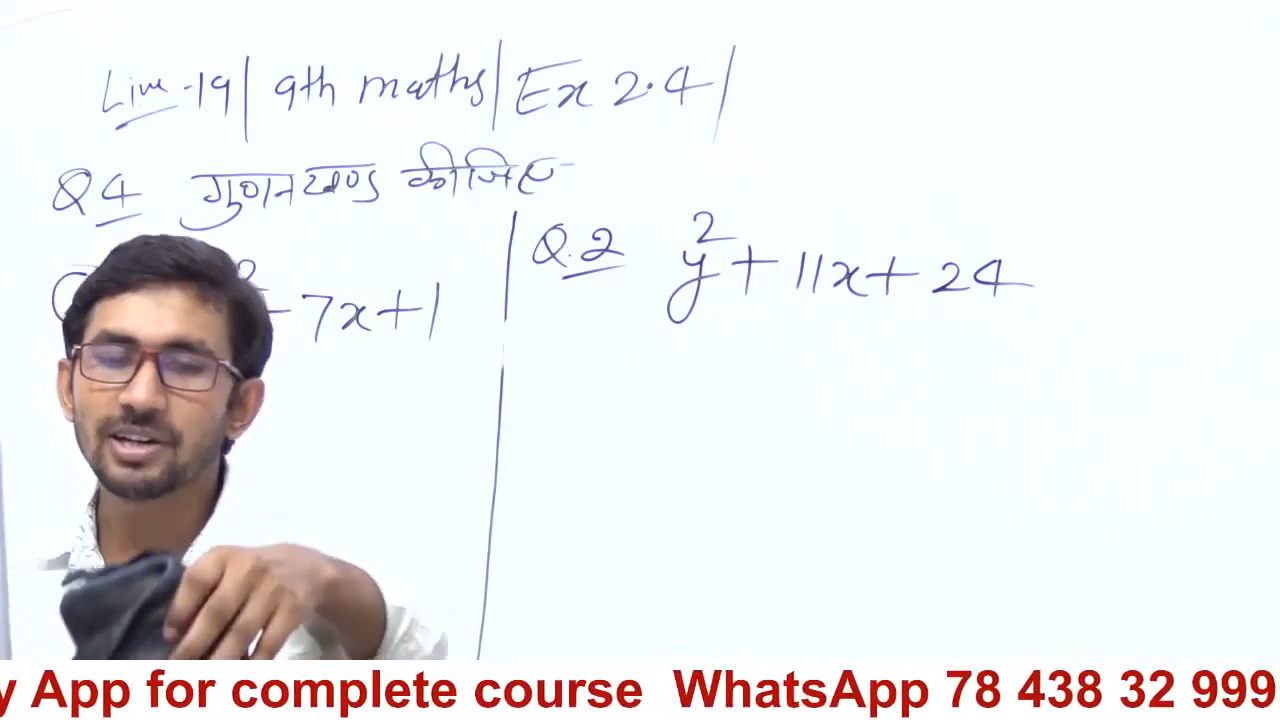 Live-19 | 9th maths | Ex 2.4 |
Q4 गुणनखण्ड कीजिए
2 - 7x+1
Q.2 y²+11x+24
y App for complete course WhatsApp 78 438 32 999